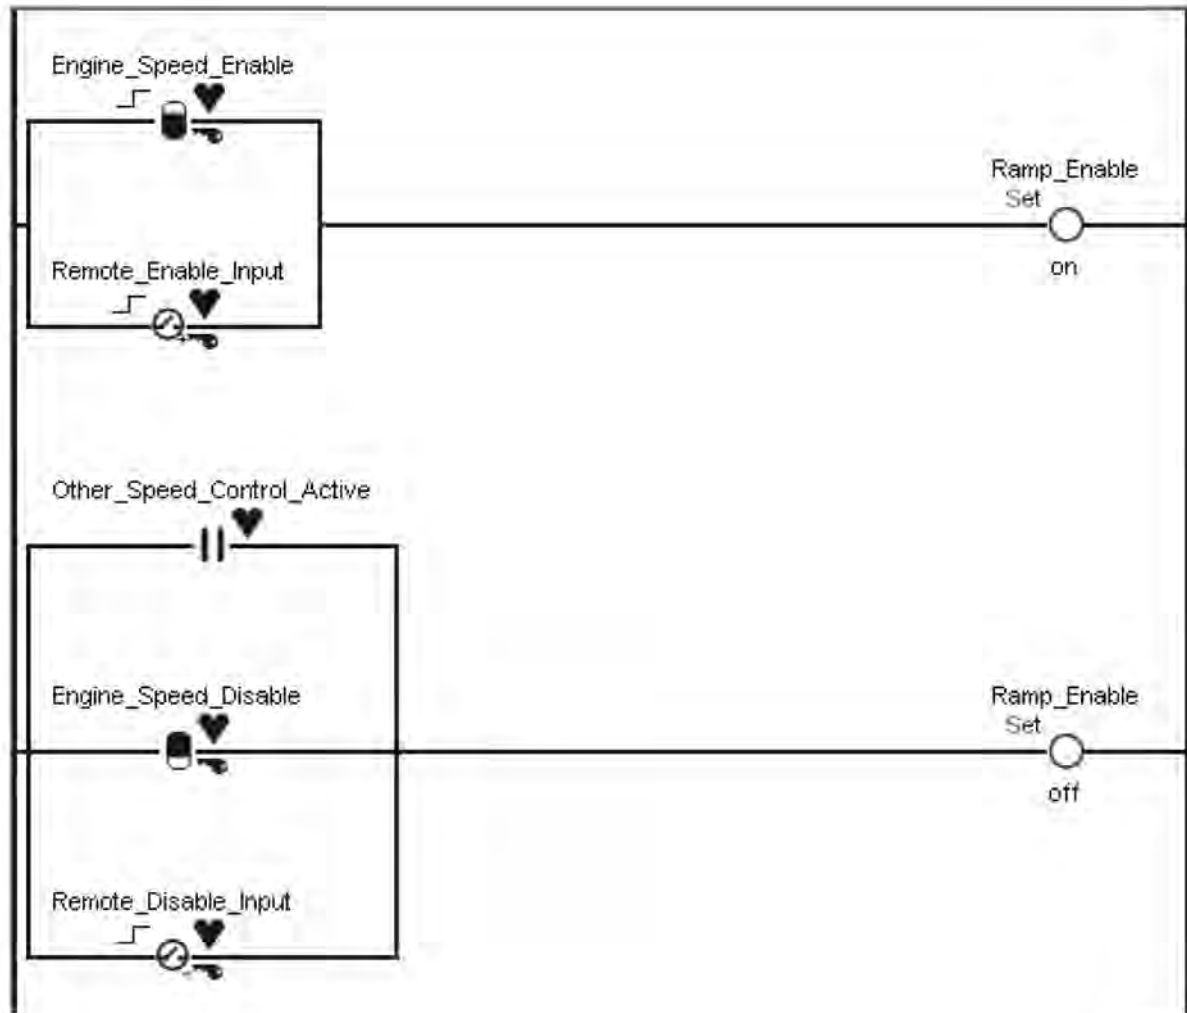 Engine_Speed_Enable
Ramp_Enable
Set
on
Remote_Enable_Input
Other_Speed_Control_Active
Engine_Speed_Disable
Ramp_Enable
Set
off
Remote_Disable_Input